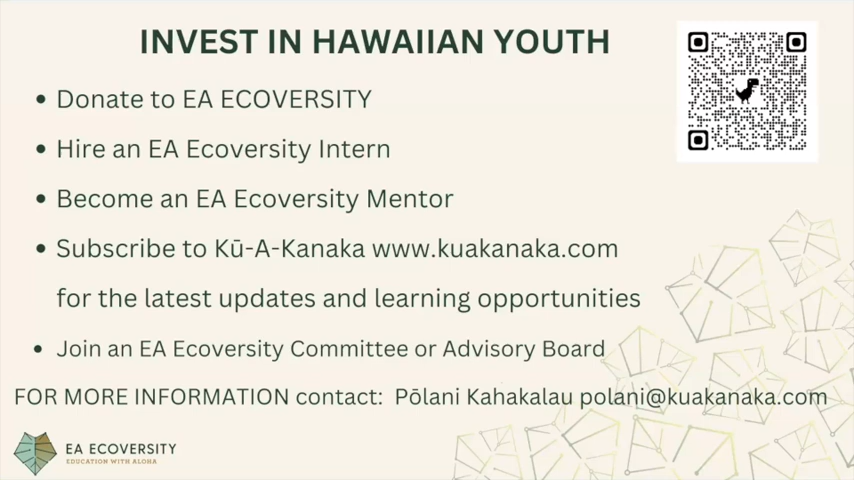 INVEST IN HAWAIIAN YOUTH
• Donate to EA ECOVERSITY
• Hire an EA Ecoversity Intern
• Become an EA Ecoversity Mentor
• Subscribe to Kū-A-Kanaka www.kuakanaka.com
for the latest updates and learning opportunities
• Join an EA Ecoversity Committee or Advisory Board
FOR MORE INFORMATION contact: Pōlani Kahakalau polani@kuakanaka.com
EA ECOVERSITY
EDUCATION WITH ALOHA